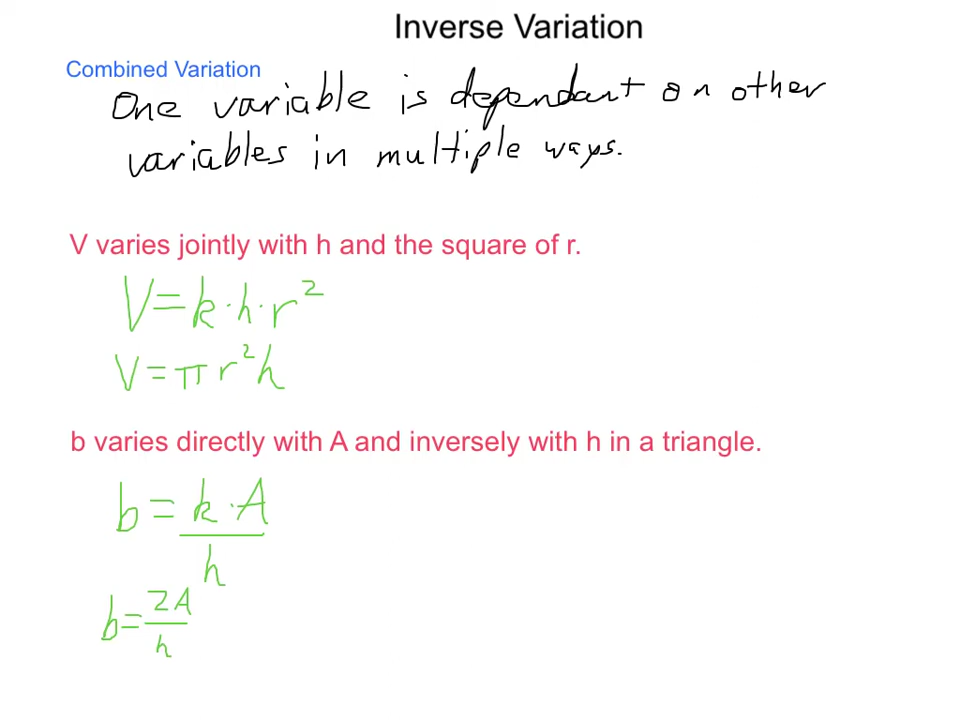 Inverse Variation
Combined Variation
One variable is dependant on other
variables in multiple ways.
V varies jointly with h and the square of r.
V = k · h · r²
V = π r² h
b varies directly with A and inversely with h in a triangle.
b = k · A / h
b = 2A / h